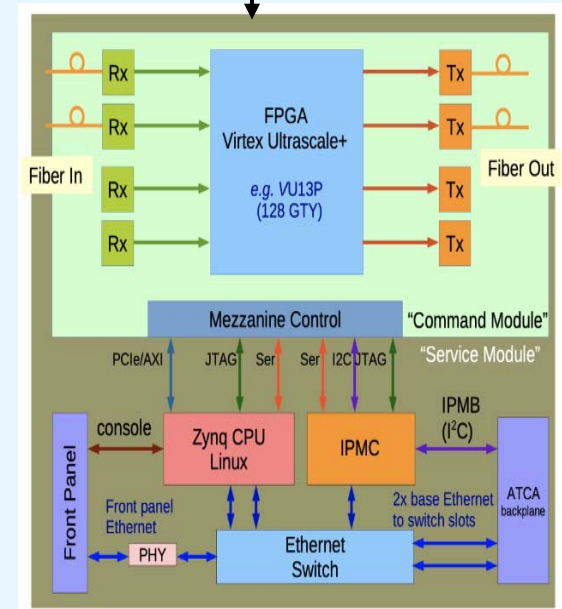 Rx
Tx
FPGA
Virtex Ultrascale+
Rx
Tx
Fiber In
Fiber Out
e.g. VU13P
(128 GTY)
Rx
Tx
Rx
Tx
Mezzanine Control
“Command Module”
“Service Module”
PCIe/AXI
JTAG
Ser
Ser
I2C
JTAG
Front Panel
console
Zynq CPU
Linux
IPMC
IPMB
(I²C)
ATCA
backplane
Front panel
Ethernet
2x base Ethernet
to switch slots
PHY
Ethernet
Switch